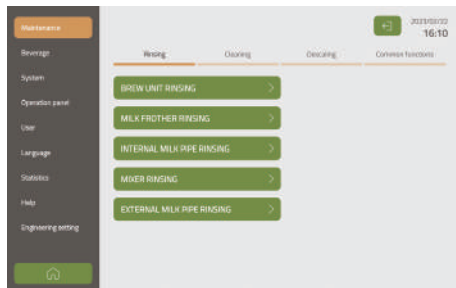 Maintenance
2021/03/22
16:10
Beverage
Rinsing
Cleaning
Descaling
Common functions
System
BREW UNIT RINSING
Operation panel
MILK FROTHER RINSING
User
Language
INTERNAL MILK PIPE RINSING
Statistics
MIXER RINSING
Help
EXTERNAL MILK PIPE RINSING
Engineering setting